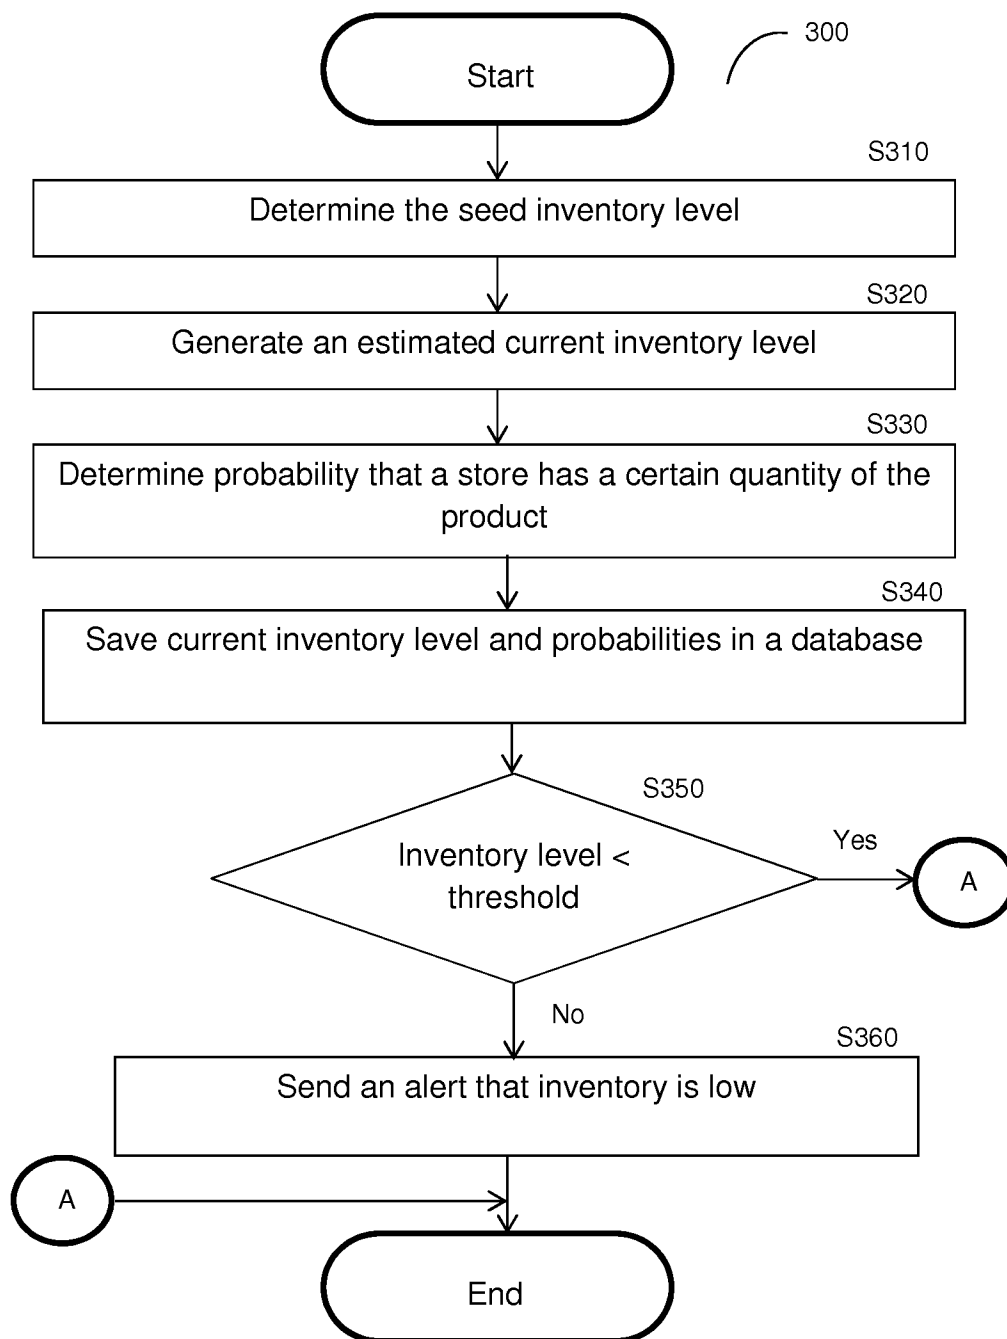 300
Start
S310
Determine the seed inventory level
S320
Generate an estimated current inventory level
S330
Determine probability that a store has a certain quantity of the
product
S340
Save current inventory level and probabilities in a database
S350
Inventory level <
threshold
Yes
A
No
S360
Send an alert that inventory is low
A
End